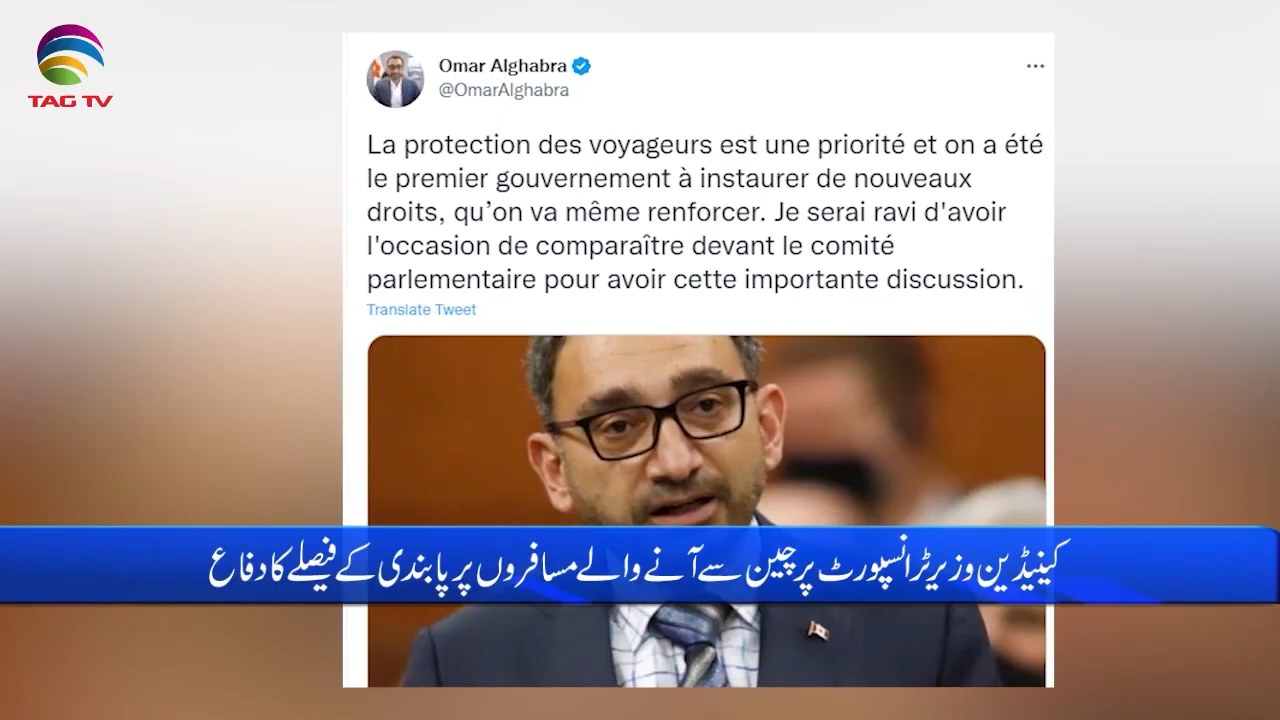 TAG TV
Omar Alghabra
@OmarAlghabra
La protection des voyageurs est une priorité et on a été
le premier gouvernement à instaurer de nouveaux
droits, qu’on va même renforcer. Je serai ravi d'avoir
l'occasion de comparaître devant le comité
parlementaire pour avoir cette importante discussion.
Translate Tweet
کینیڈین وزیر ٹرانسپورٹ پر چین سے آنے والے مسافروں پر پابندی کے فیصلے کا دفاع